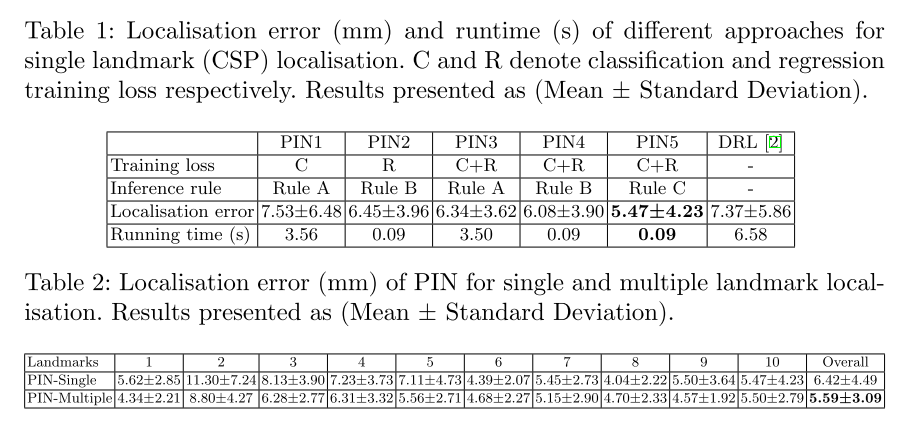 Table 1: Localisation error (mm) and runtime (s) of different approaches for
single landmark (CSP) localisation. C and R denote classification and regression
training loss respectively. Results presented as (Mean ± Standard Deviation).
PIN1 PIN2 PIN3 PIN4 PIN5 DRL [2]
Training loss C R C+R C+R C+R -
Inference rule Rule A Rule B Rule A Rule B Rule C -
Localisation error 7.53±6.48 6.45±3.96 6.34±3.62 6.08±3.90 5.47±4.23 7.37±5.86
Running time (s) 3.56 0.09 3.50 0.09 0.09 6.58
Table 2: Localisation error (mm) of PIN for single and multiple landmark local-
isation. Results presented as (Mean ± Standard Deviation).
Landmarks 1 2 3 4 5 6 7 8 9 10 Overall
PIN-Single 5.62±2.85 11.30±7.24 8.13±3.90 7.23±3.73 7.11±4.73 4.39±2.07 5.45±2.73 4.04±2.22 5.50±3.64 5.47±4.23 6.42±4.49
PIN-Multiple 4.34±2.21 8.80±4.27 6.28±2.77 6.31±3.32 5.56±2.71 4.68±2.27 5.15±2.90 4.70±2.33 4.57±1.92 5.50±2.79 5.59±3.09